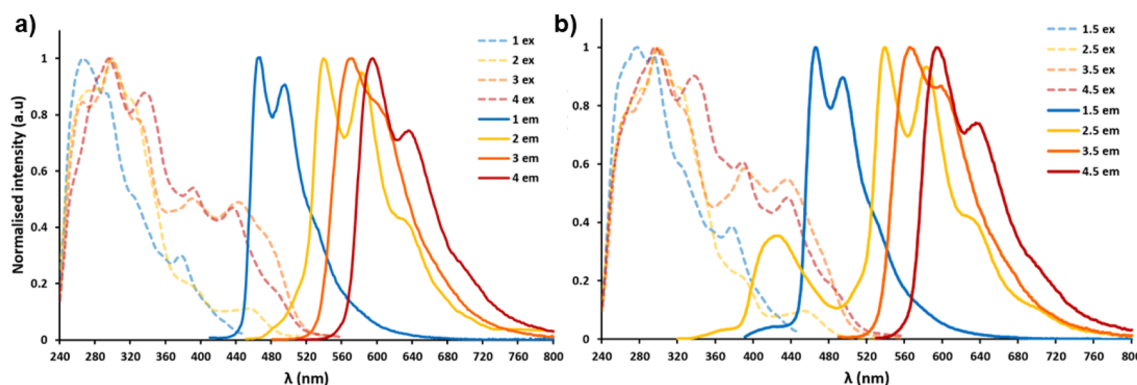 a)
1 ex
2 ex
3 ex
4 ex
1 em
2 em
3 em
4 em
Normalised intensity (a.u)
1
0.8
0.6
0.4
0.2
0
240 280 320 360 400 440 480 520 560 600 640 680 720 760 800
λ (nm)
b)
1.5 ex
2.5 ex
3.5 ex
4.5 ex
1.5 em
2.5 em
3.5 em
4.5 em
1
0.8
0.6
0.4
0.2
0
240 280 320 360 400 440 480 520 560 600 640 680 720 760 800
λ (nm)